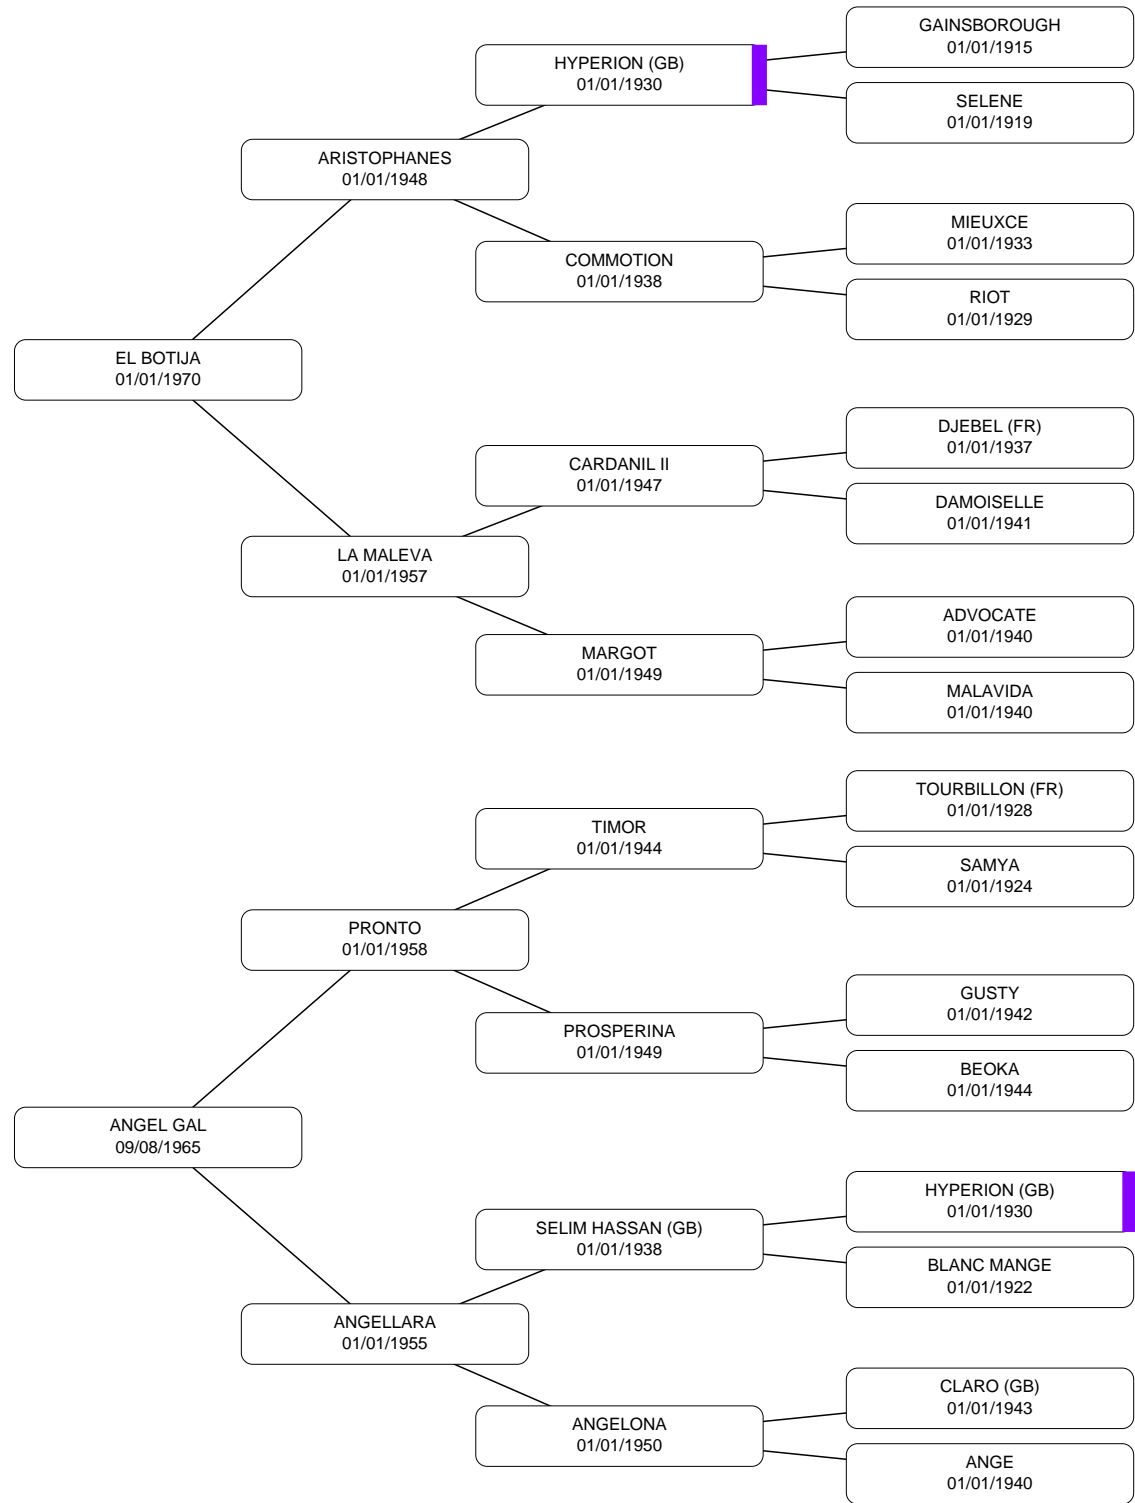 GAINSBOROUGH
01/01/1915
HYPERION (GB)
01/01/1930
SELENE
01/01/1919
ARISTOPHANES
01/01/1948
MIEUXCE
01/01/1933
COMMOTION
01/01/1938
RIOT
01/01/1929
EL BOTIJA
01/01/1970
DJEBEL (FR)
01/01/1937
CARDANIL II
01/01/1947
DAMOISELLE
01/01/1941
LA MALEVA
01/01/1957
ADVOCATE
01/01/1940
MARGOT
01/01/1949
MALAVIDA
01/01/1940
TOURBILLON (FR)
01/01/1928
TIMOR
01/01/1944
SAMYA
01/01/1924
PRONTO
01/01/1958
GUSTY
01/01/1942
PROSPERINA
01/01/1949
BEOKA
01/01/1944
ANGEL GAL
09/08/1965
HYPERION (GB)
01/01/1930
SELIM HASSAN (GB)
01/01/1938
BLANC MANGE
01/01/1922
ANGELLARA
01/01/1955
CLARO (GB)
01/01/1943
ANGELONA
01/01/1950
ANGE
01/01/1940